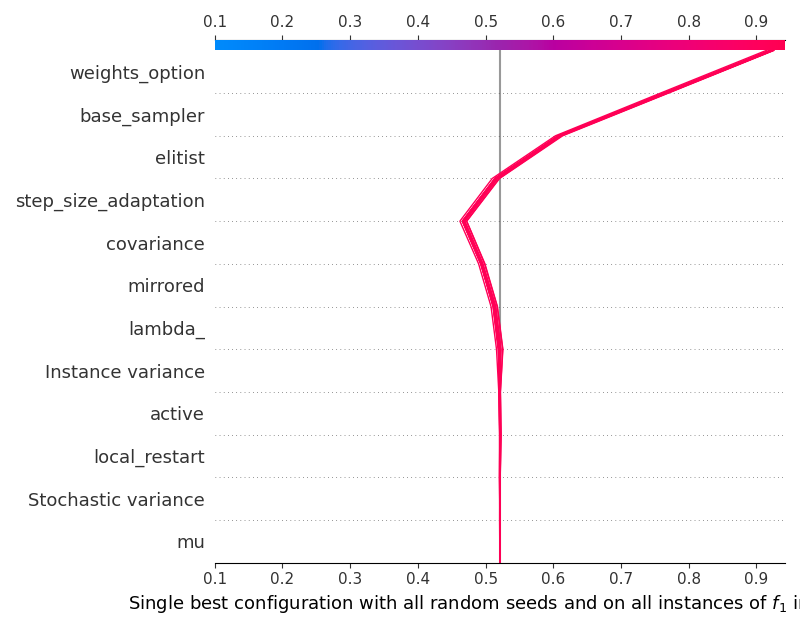 0.1 0.2 0.3 0.4 0.5 0.6 0.7 0.8 0.9
weights_option
base_sampler
elitist
step_size_adaptation
covariance
mirrored
lambda_
Instance variance
active
local_restart
Stochastic variance
mu
0.1 0.2 0.3 0.4 0.5 0.6 0.7 0.8 0.9
Single best configuration with all random seeds and on all instances of f₁ i